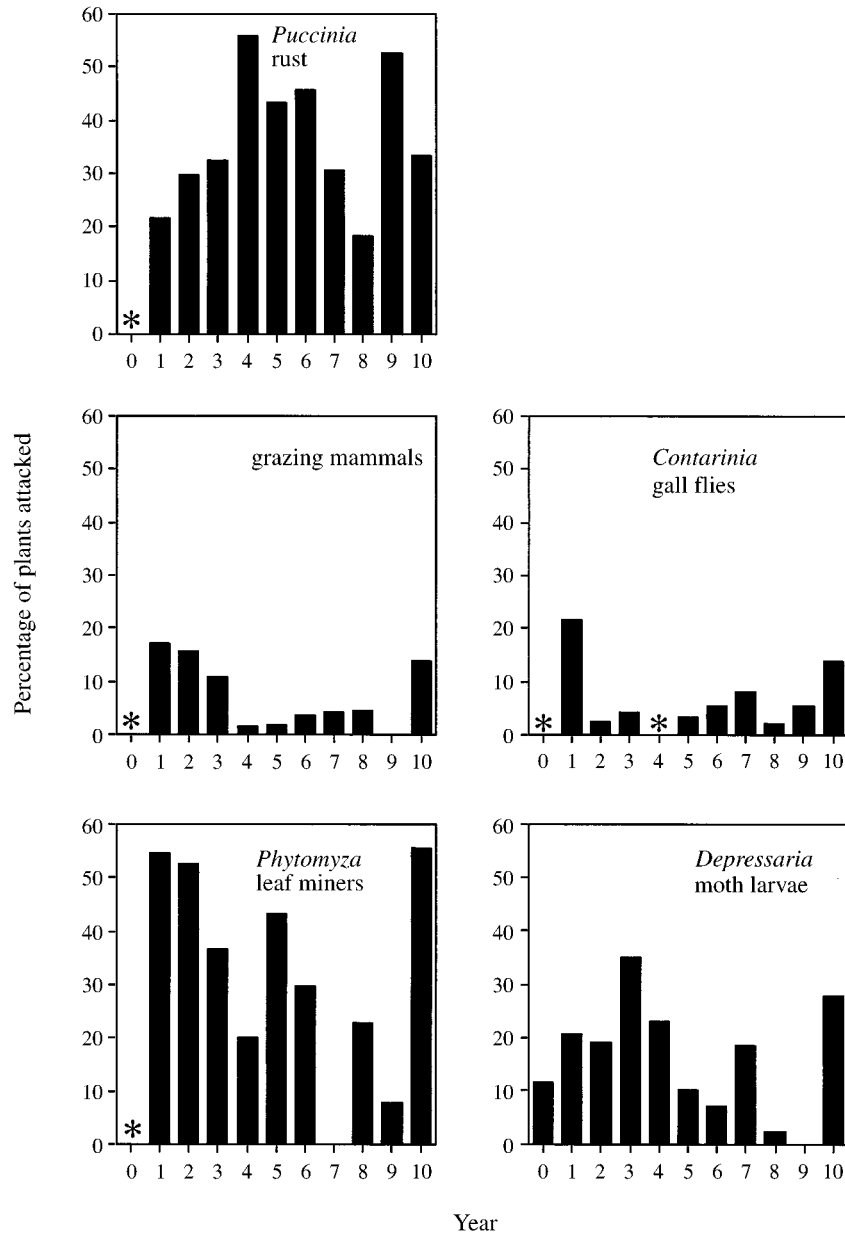 60
50
40
30
20
10
0
Puccinia
rust
*
0 1 2 3 4 5 6 7 8 9 10
Percentage of plants attacked
60
50
40
30
20
10
0
grazing mammals
*
0 1 2 3 4 5 6 7 8 9 10
60
50
40
30
20
10
0
Contarinia
gall flies
* *
0 1 2 3 4 5 6 7 8 9 10
60
50
40
30
20
10
0
Phytomyza
leaf miners
*
0 1 2 3 4 5 6 7 8 9 10
60
50
40
30
20
10
0
Depressaria
moth larvae
0 1 2 3 4 5 6 7 8 9 10
Year